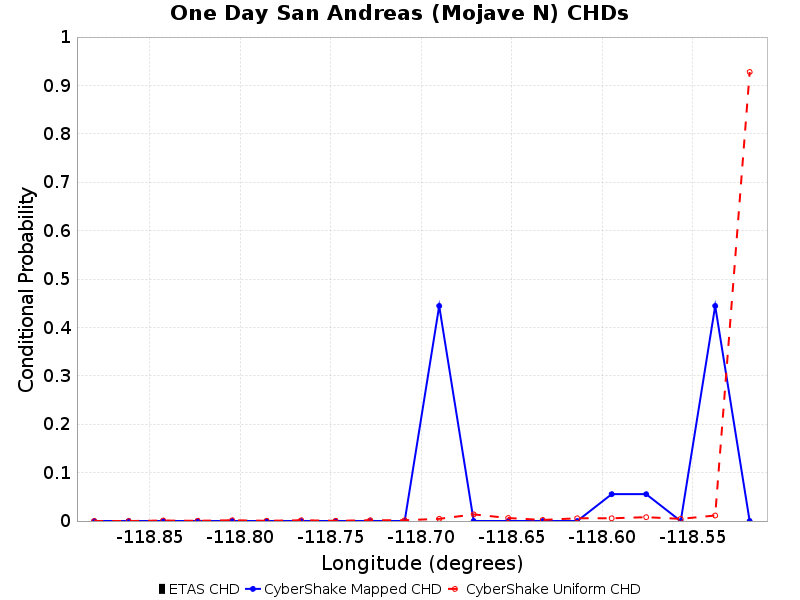 One Day San Andreas (Mojave N) CHDs
Conditional Probability
1
0.9
0.8
0.7
0.6
0.5
0.4
0.3
0.2
0.1
0
-118.85 -118.80 -118.75 -118.70 -118.65 -118.60 -118.55
Longitude (degrees)
ETAS CHD CyberShake Mapped CHD CyberShake Uniform CHD